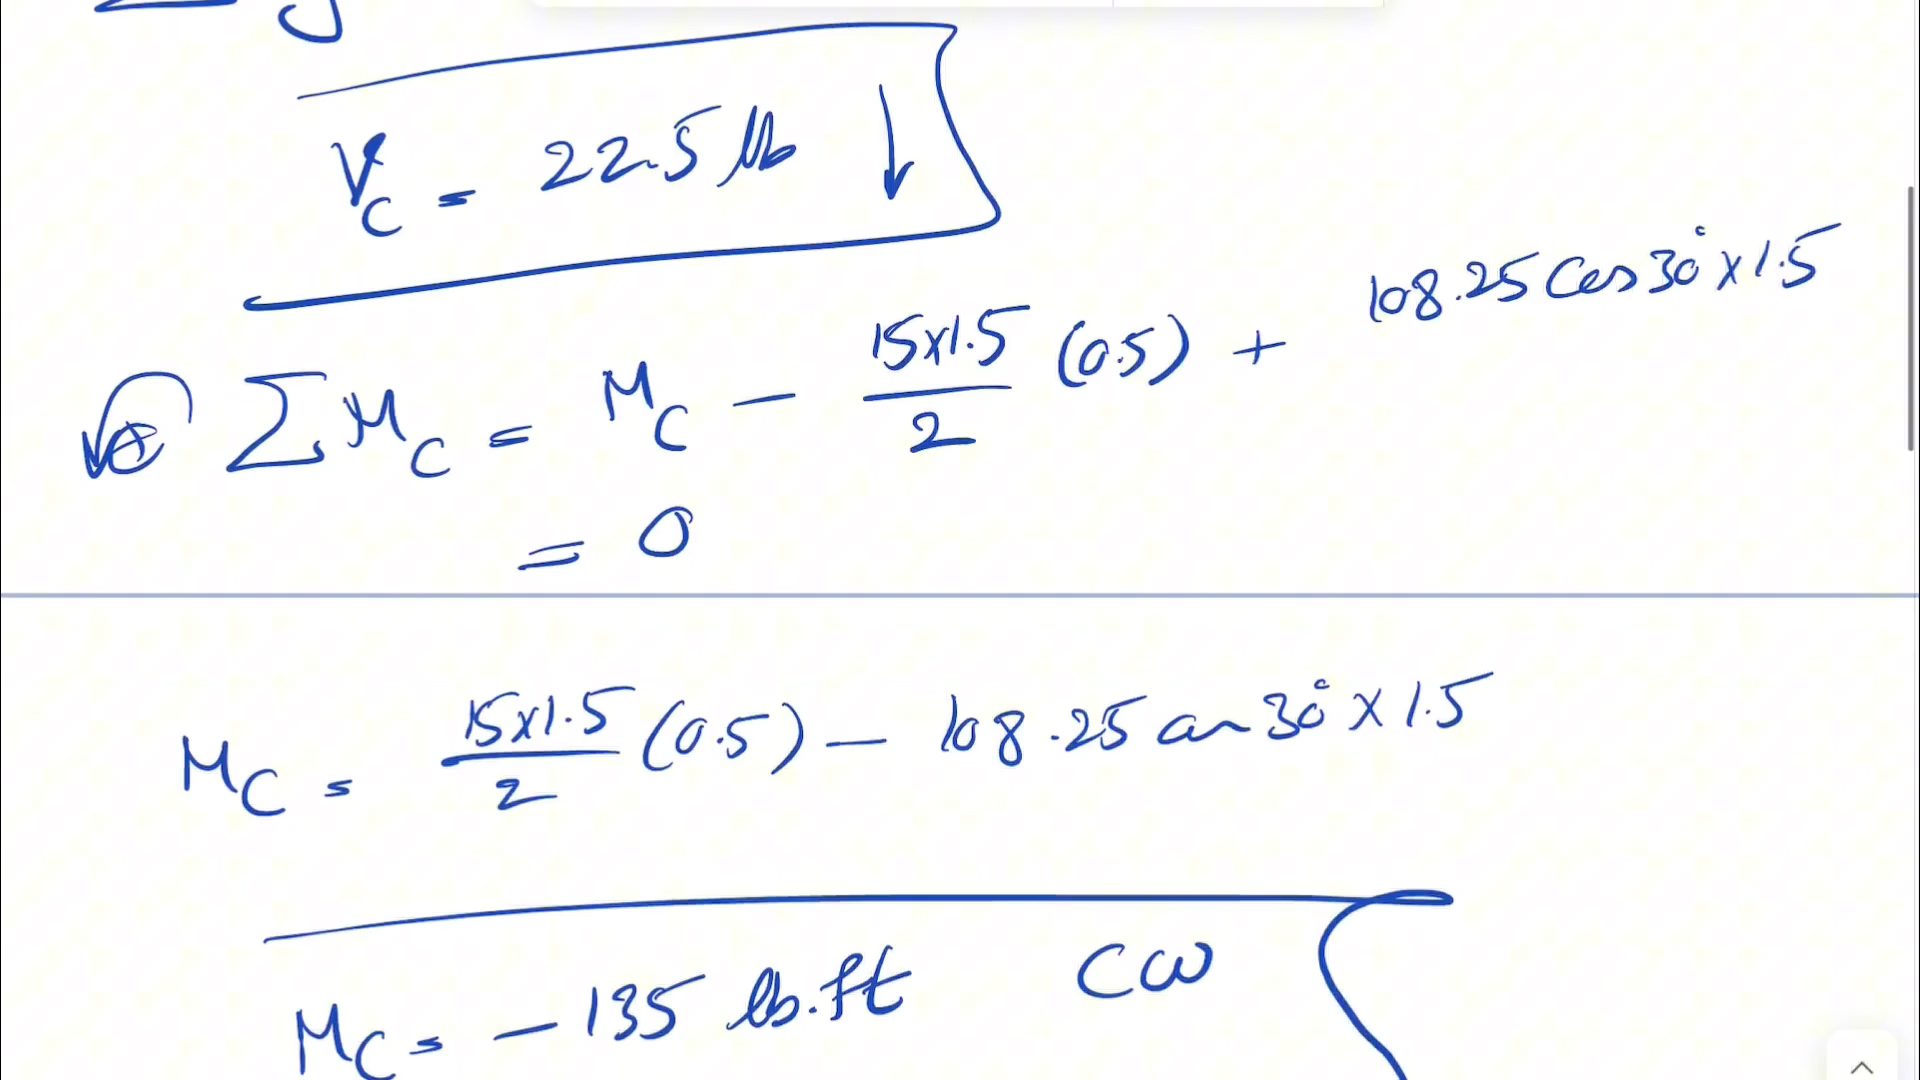 V_C = 22.5 lb ↓
∑ M_C = M_C − (15×1.5)/2 (0.5) + 108.25 Cos 30° × 1.5
= 0
M_C = (15×1.5)/2 (0.5) − 108.25 cos 30° × 1.5
M_C = − 135 lb.ft CW